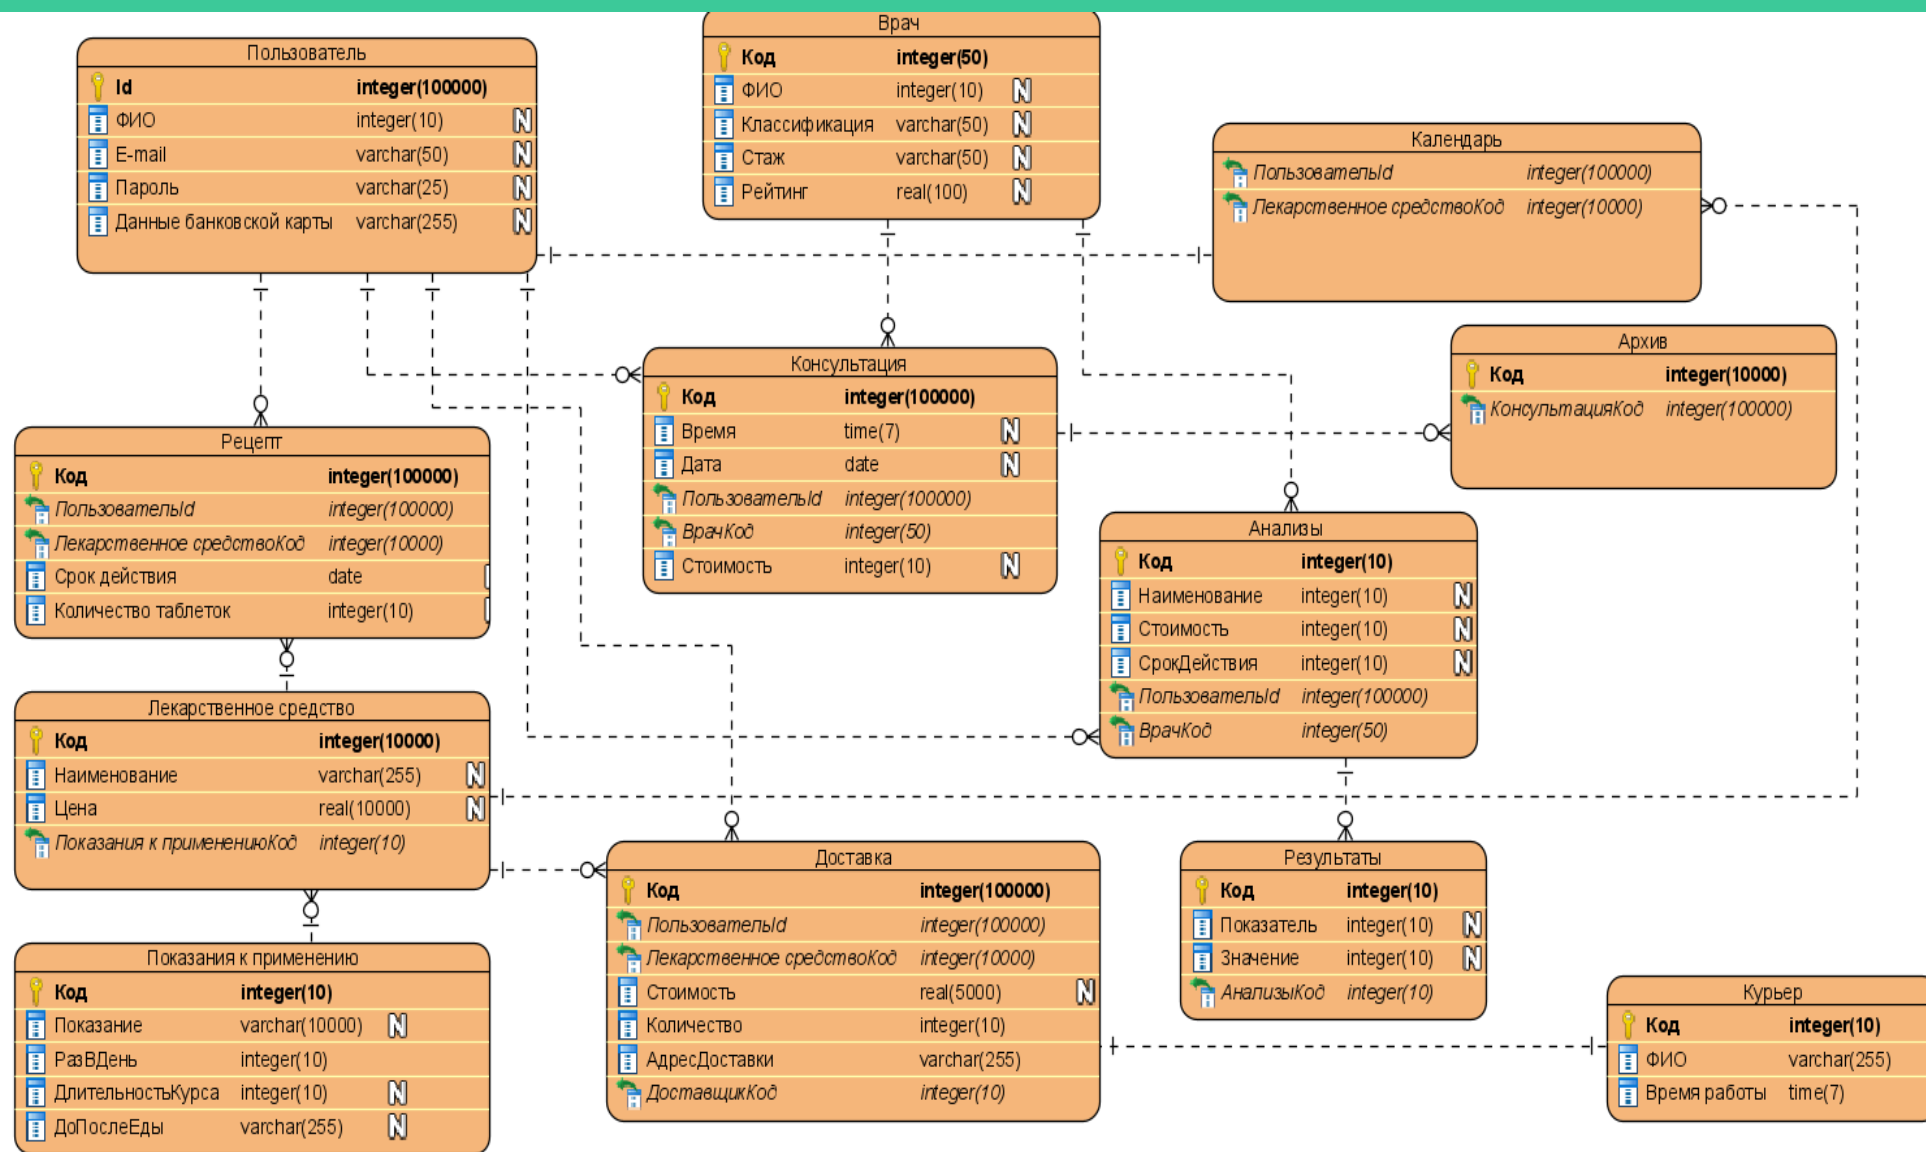 Врач
Код integer(50)
ФИО integer(10) N
Классификация varchar(50) N
Стаж varchar(50) N
Рейтинг real(100) N
Пользователь
Id integer(100000)
ФИО integer(10) N
E-mail varchar(50) N
Пароль varchar(25) N
Данные банковской карты varchar(255) N
Календарь
ПользовательId integer(100000)
Лекарственное средствоКод integer(10000)
Архив
Код integer(10000)
КонсультацияКод integer(100000)
Консультация
Код integer(100000)
Время time(7) N
Дата date N
ПользовательId integer(100000)
ВрачКод integer(50)
Стоимость integer(10) N
Рецепт
Код integer(100000)
ПользовательId integer(100000)
Лекарственное средствоКод integer(10000)
Срок действия date
Количество таблеток integer(10)
Анализы
Код integer(10)
Наименование integer(10) N
Стоимость integer(10) N
СрокДействия integer(10) N
ПользовательId integer(100000)
ВрачКод integer(50)
Лекарственное средство
Код integer(10000)
Наименование varchar(255) N
Цена real(10000) N
Показания к применениюКод integer(10)
Доставка
Код integer(100000)
ПользовательId integer(100000)
Лекарственное средствоКод integer(10000)
Стоимость real(5000) N
Количество integer(10)
АдресДоставки varchar(255)
ДоставщикКод integer(10)
Результаты
Код integer(10)
Показатель integer(10) N
Значение integer(10) N
АнализыКод integer(10)
Показания к применению
Код integer(10)
Показание varchar(10000) N
РазВДень integer(10)
ДлительностьКурса integer(10) N
ДоПослеЕды varchar(255) N
Курьер
Код integer(10)
ФИО varchar(255)
Время работы time(7)